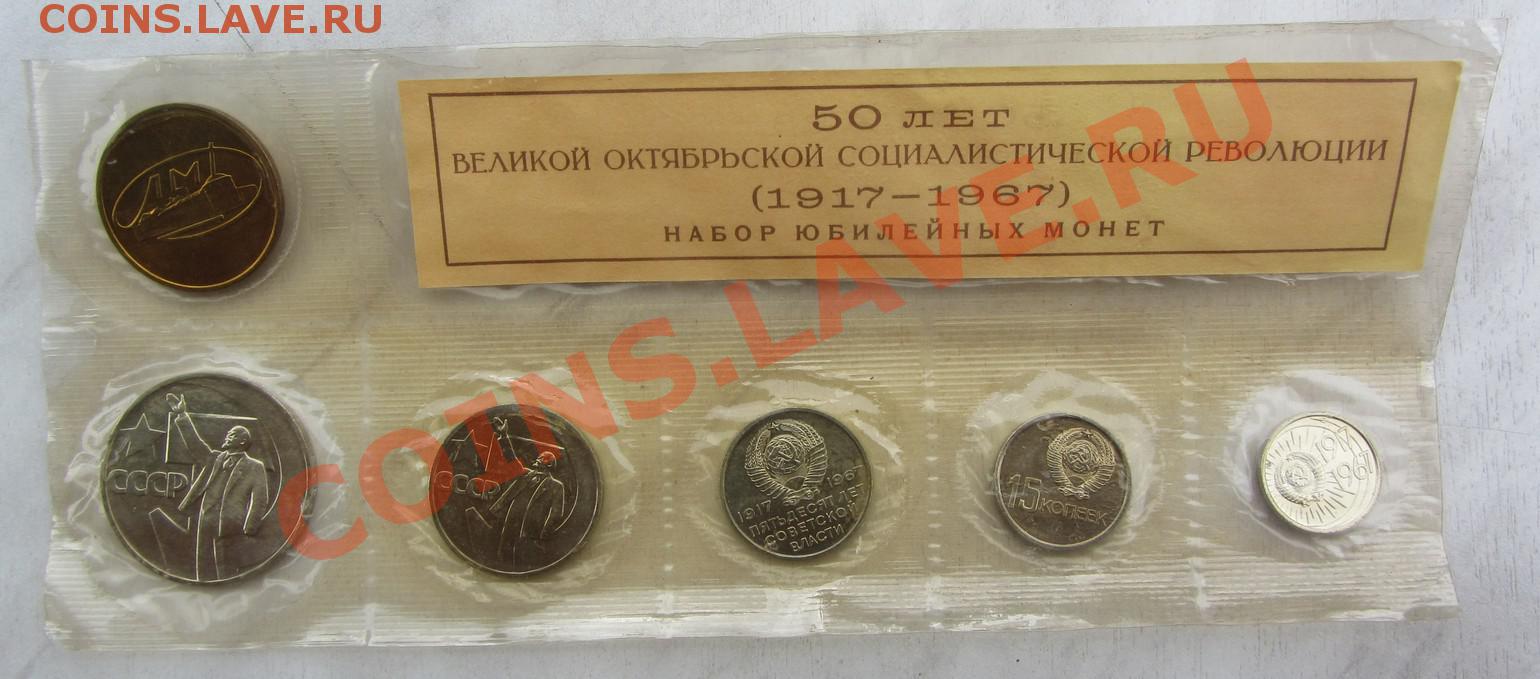 COINS.LAVE.RU
50 ЛЕТ
ВЕЛИКОЙ ОКТЯБРЬСКОЙ СОЦИАЛИСТИЧЕСКОЙ РЕВОЛЮЦИИ
(1917—1967)
НАБОР ЮБИЛЕЙНЫХ МОНЕТ
COINS.LAVE.RU
ЛМД
СССР
СССР
1917 1967
ПЯТЬДЕСЯТ ЛЕТ
СОВЕТСКОЙ
ВЛАСТИ
15 КОПЕЕК
1917
1967